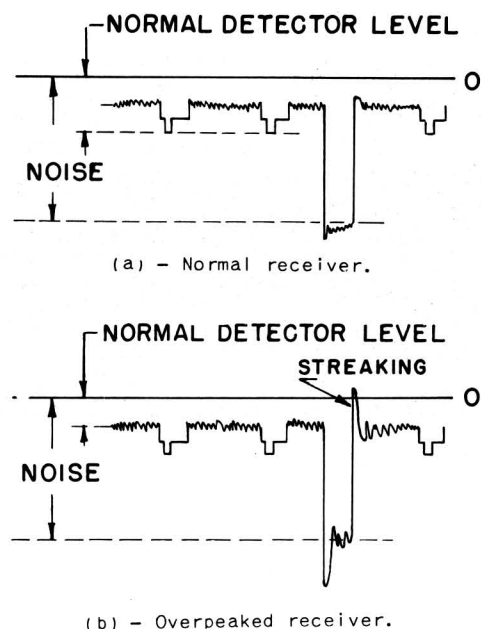 NORMAL DETECTOR LEVEL
O
NOISE
(a) – Normal receiver.
NORMAL DETECTOR LEVEL
STREAKING
O
NOISE
(b) – Overpeaked receiver.